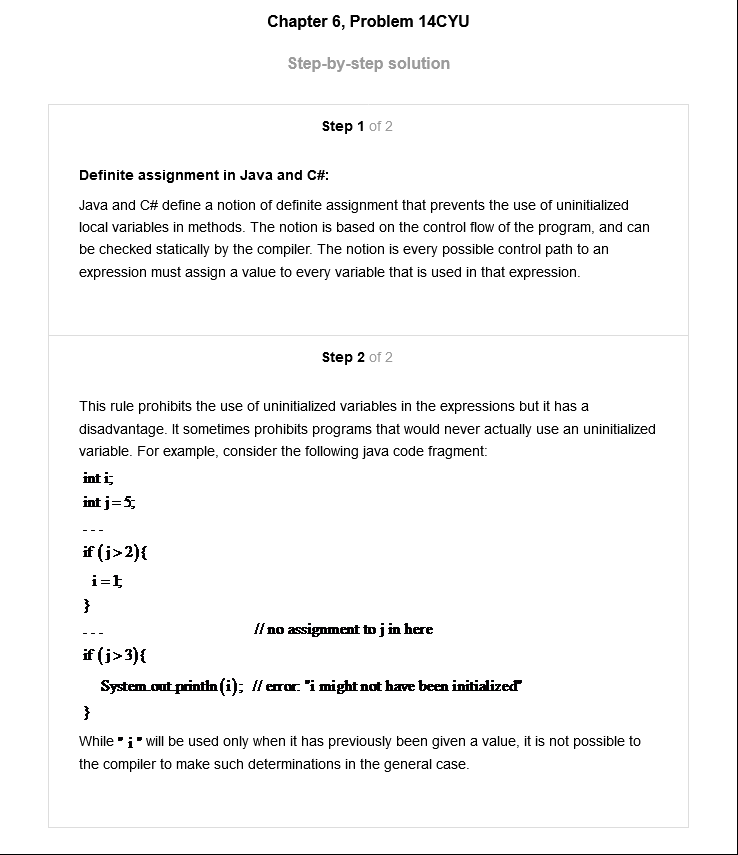 Chapter 6, Problem 14CYU
Step-by-step solution
Step 1 of 2
Definite assignment in Java and C#:
Java and C# define a notion of definite assignment that prevents the use of uninitialized
local variables in methods. The notion is based on the control flow of the program, and can
be checked statically by the compiler. The notion is every possible control path to an
expression must assign a value to every variable that is used in that expression.
Step 2 of 2
This rule prohibits the use of uninitialized variables in the expressions but it has a
disadvantage. It sometimes prohibits programs that would never actually use an uninitialized
variable. For example, consider the following java code fragment:
int i;
int j=5;
---
if (j>2){
i=1;
}
--- // no assignment to j in here
if (j>3){
System.out.println(i); // error: "i might not have been initialized"
}
While "i" will be used only when it has previously been given a value, it is not possible to
the compiler to make such determinations in the general case.